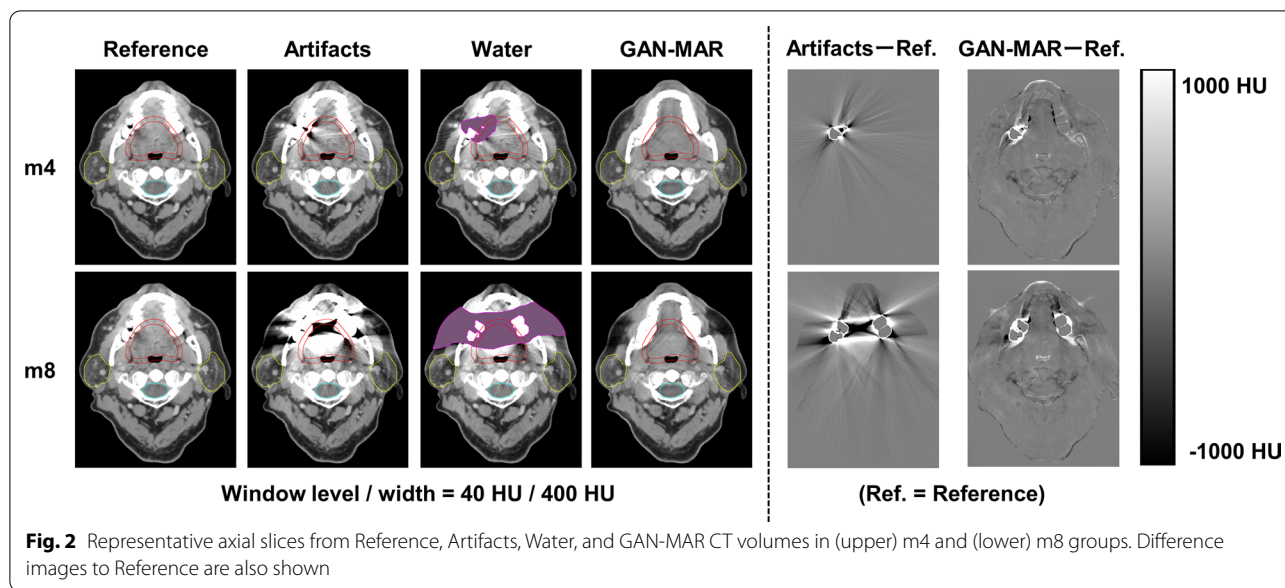 Reference Artifacts Water GAN-MAR Artifacts—Ref. GAN-MAR—Ref.
1000 HU
m4
m8
-1000 HU
Window level / width = 40 HU / 400 HU (Ref. = Reference)
Fig. 2 Representative axial slices from Reference, Artifacts, Water, and GAN-MAR CT volumes in (upper) m4 and (lower) m8 groups. Difference
images to Reference are also shown